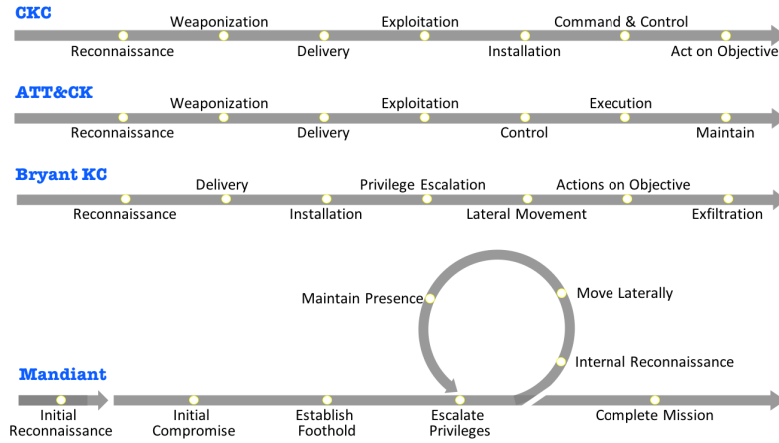 CKC
Weaponization Exploitation Command & Control
Reconnaissance Delivery Installation Act on Objective
ATT&CK
Weaponization Exploitation Execution
Reconnaissance Delivery Control Maintain
Bryant KC
Delivery Privilege Escalation Actions on Objective
Reconnaissance Installation Lateral Movement Exfiltration
Maintain Presence Move Laterally
Internal Reconnaissance
Mandiant
Initial Initial Establish Escalate Complete Mission
Reconnaissance Compromise Foothold Privileges